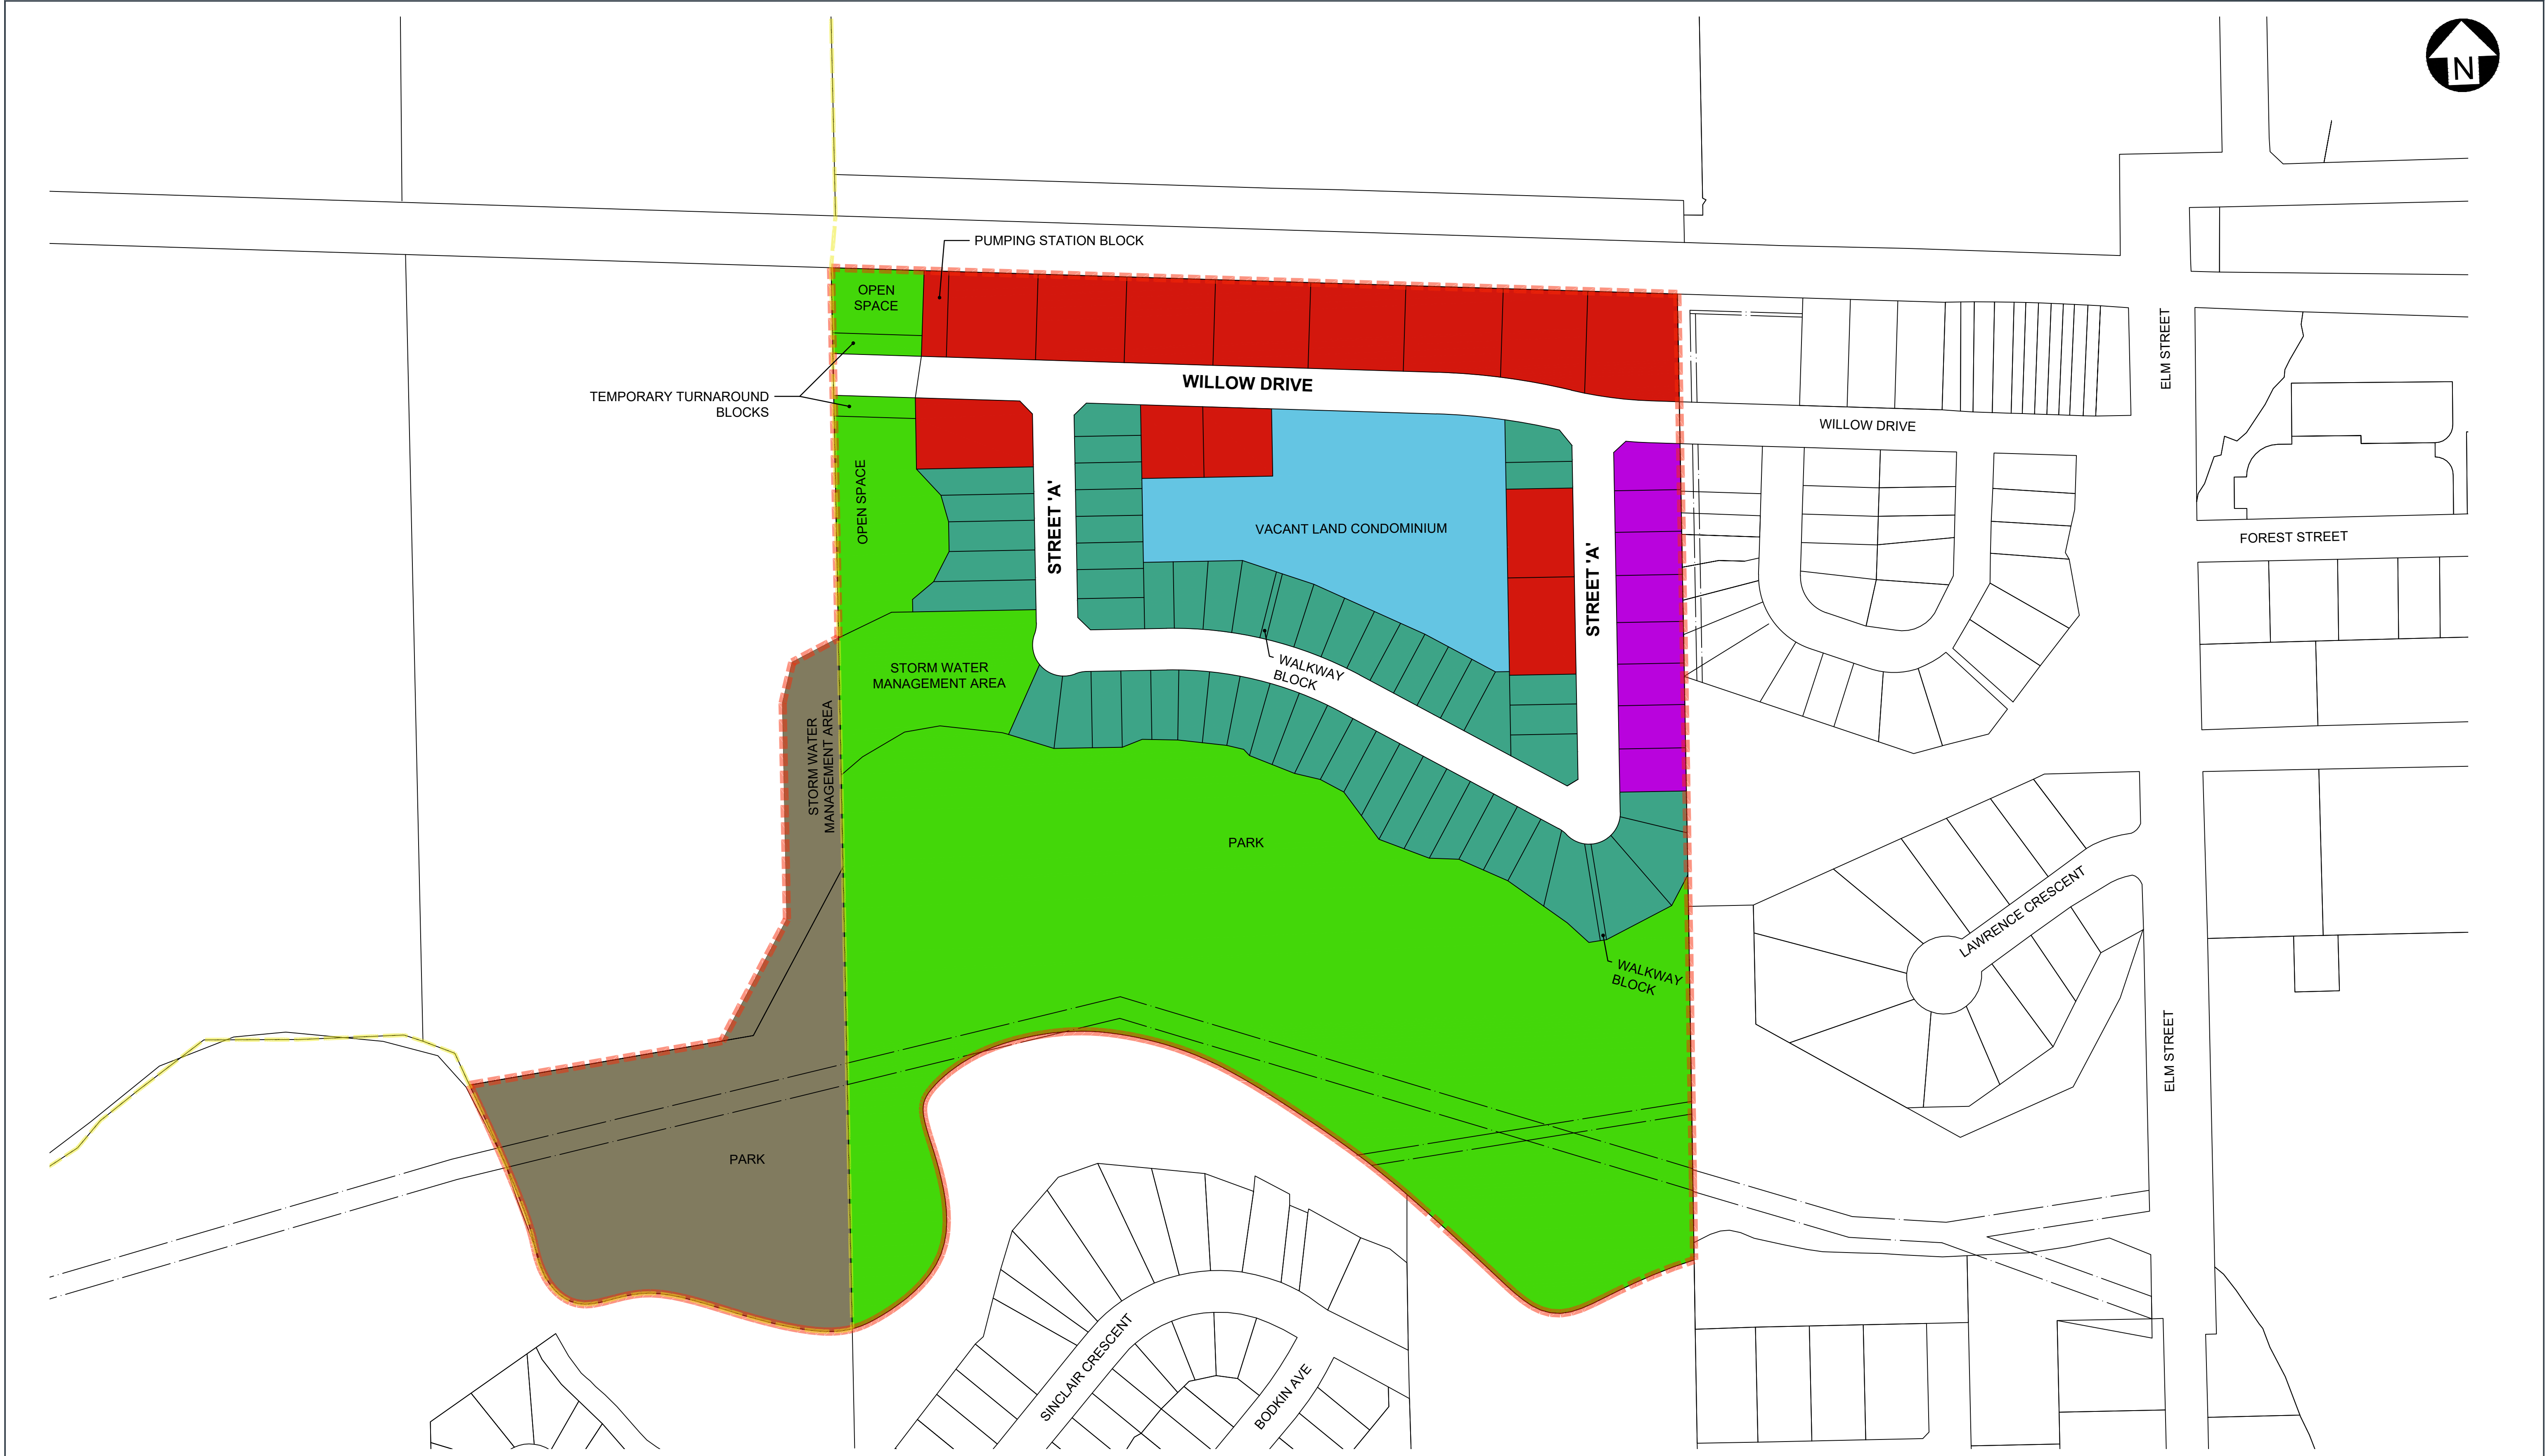 N
PUMPING STATION BLOCK
OPEN
SPACE
ELM STREET
TEMPORARY TURNAROUND
BLOCKS
WILLOW DRIVE
WILLOW DRIVE
OPEN SPACE
STREET 'A'
VACANT LAND CONDOMINIUM
STREET 'A'
FOREST STREET
STORM WATER
MANAGEMENT AREA
WALKWAY
BLOCK
STORM WATER
MANAGEMENT AREA
PARK
LAWRENCE CRESCENT
WALKWAY
BLOCK
ELM STREET
PARK
SINCLAIR CRESCENT
BODKIN AVE